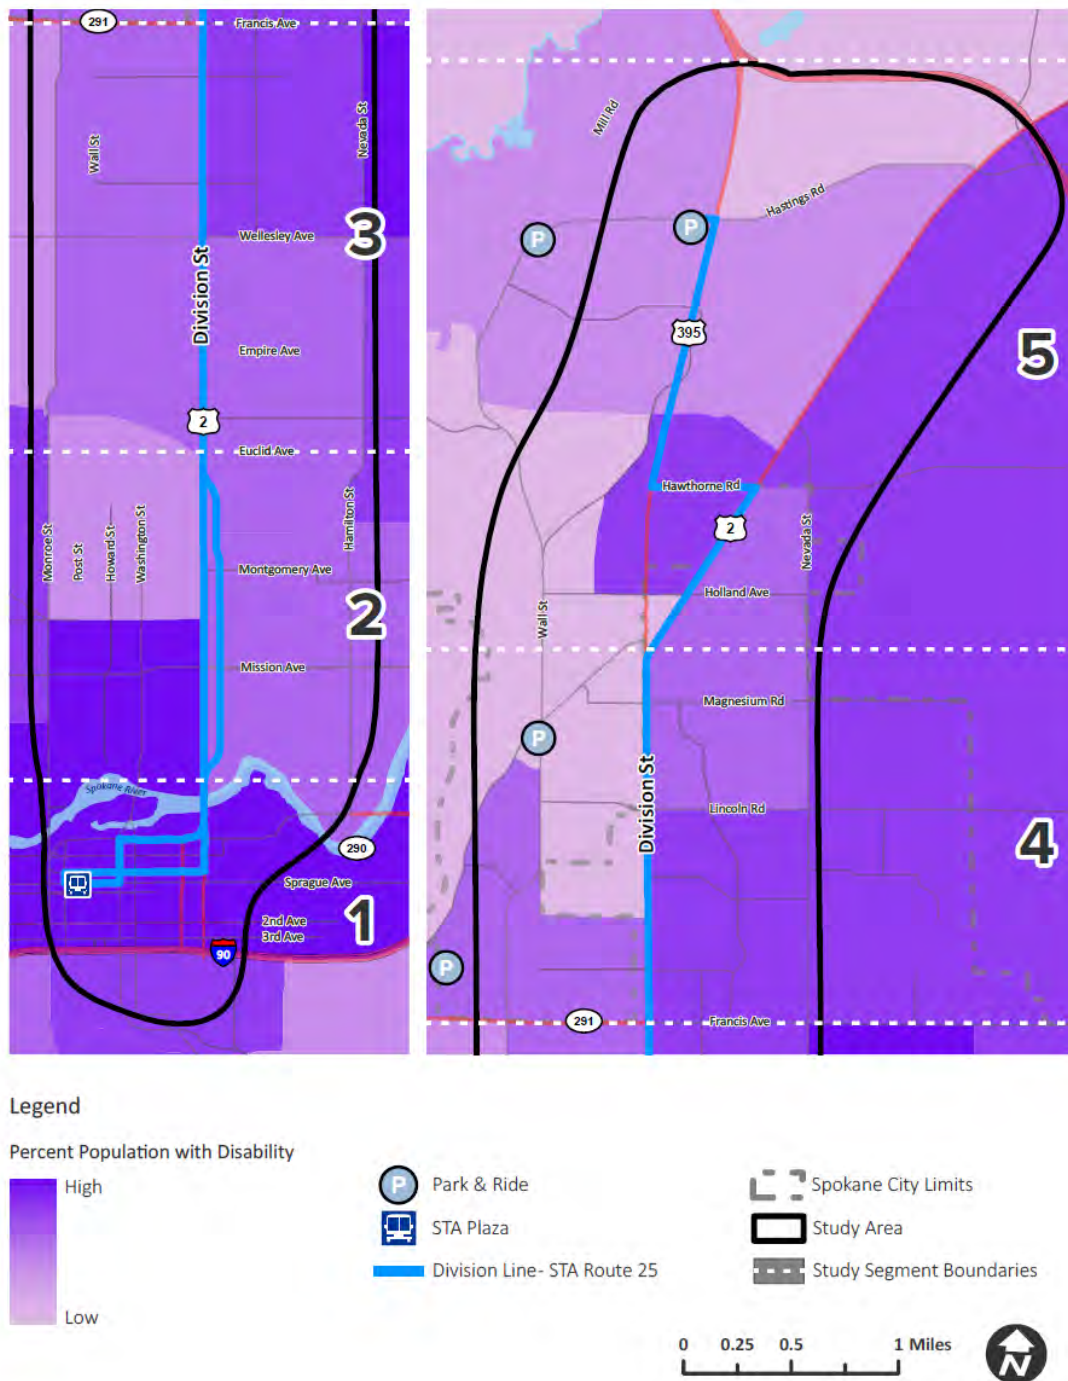 291
Francis Ave
Nevada St
Wall St
Wellesley Ave
3
Division St
Empire Ave
2
Euclid Ave
Monroe St
Post St
Howard St
Washington St
Hamilton St
Montgomery Ave
2
Mission Ave
Spokane River
290
Sprague Ave
1
2nd Ave
3rd Ave
90
Mill Rd
Hastings Rd
P
P
395
5
Hawthorne Rd
2
Nevada St
Holland Ave
Wall St
Magnesium Rd
P
Division St
Lincoln Rd
4
P
291
Francis Ave
Legend
Percent Population with Disability
High
Low
P Park & Ride
STA Plaza
Division Line- STA Route 25
Spokane City Limits
Study Area
Study Segment Boundaries
0 0.25 0.5 1 Miles
N